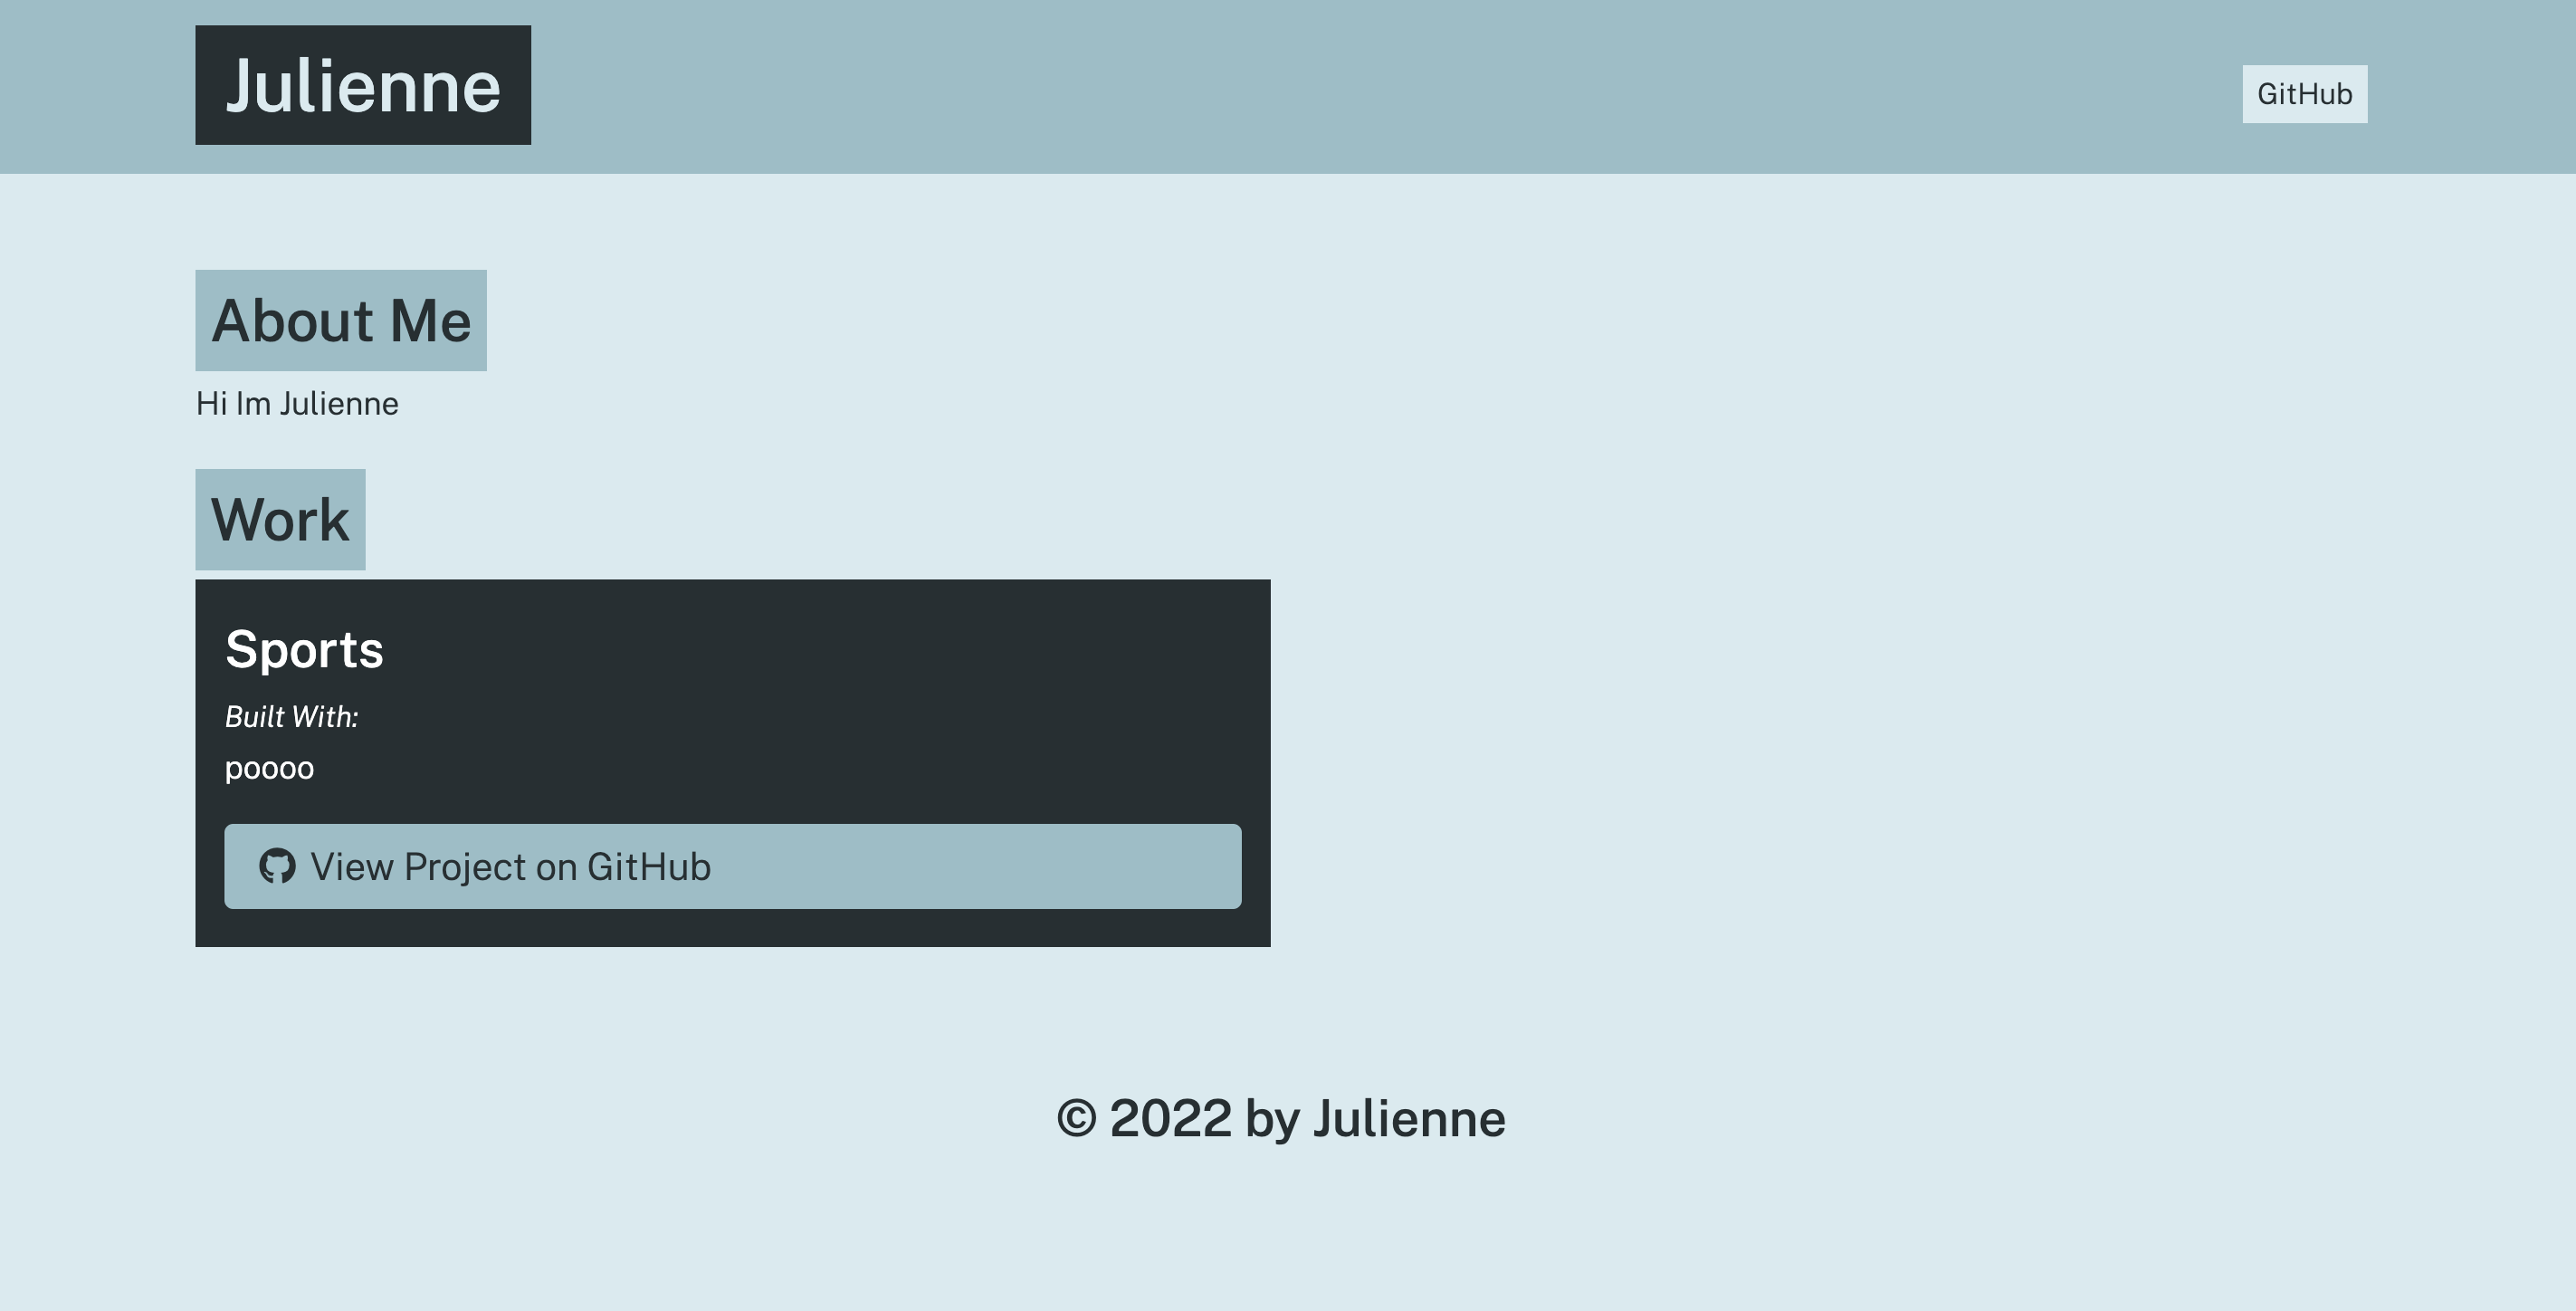 Julienne
GitHub
About Me
Hi Im Julienne
Work
Sports
Built With:
poooo
View Project on GitHub
© 2022 by Julienne